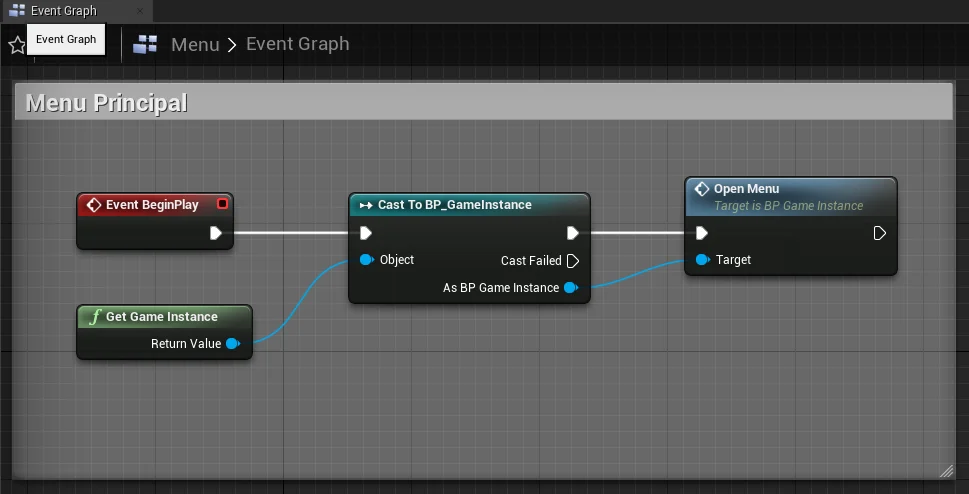 Event Graph
Event Graph
Menu > Event Graph
Menu Principal
Event BeginPlay
Cast To BP_GameInstance
Object
Cast Failed
As BP Game Instance
Open Menu
Target is BP Game Instance
Target
f Get Game Instance
Return Value